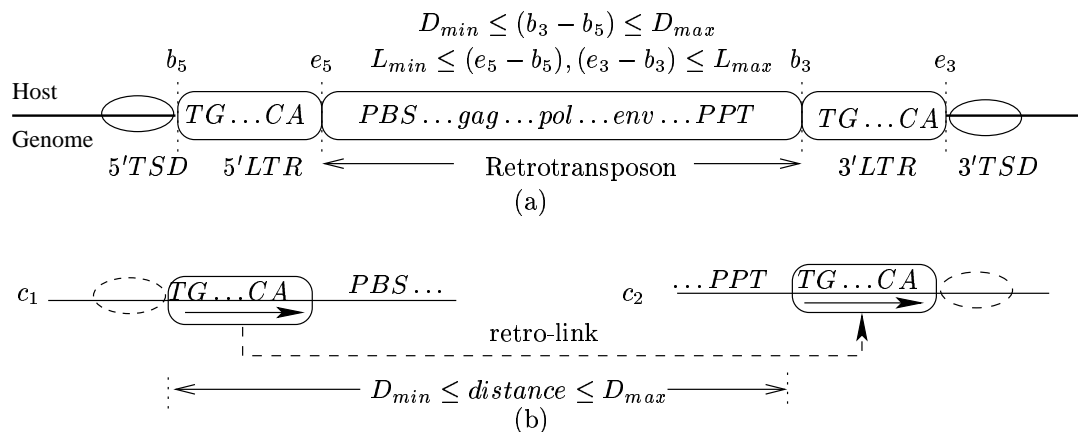 D_min ≤ (b_3 − b_5) ≤ D_max
L_min ≤ (e_5 − b_5), (e_3 − b_3) ≤ L_max
b_5 e_5 b_3 e_3
Host
TG...CA PBS...gag...pol...env...PPT TG...CA
Genome
5'TSD 5'LTR Retrotransposon 3'LTR 3'TSD
(a)
c_1 TG...CA PBS... c_2 ...PPT TG...CA
retro-link
D_min ≤ distance ≤ D_max
(b)